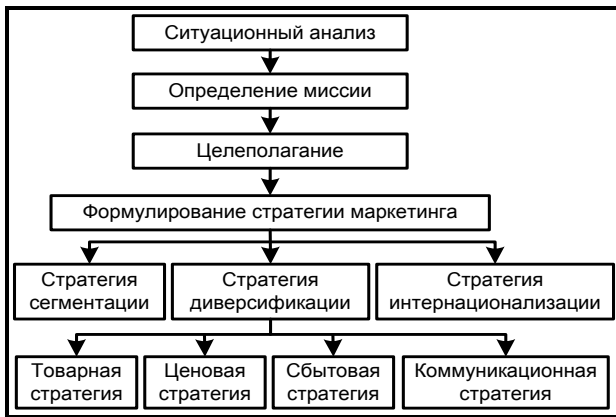 Ситуационный анализ
Определение миссии
Целеполагание
Формулирование стратегии маркетинга
Стратегия
сегментации
Стратегия
диверсификации
Стратегия
интернационализации
Товарная
стратегия
Ценовая
стратегия
Сбытовая
стратегия
Коммуникационная
стратегия